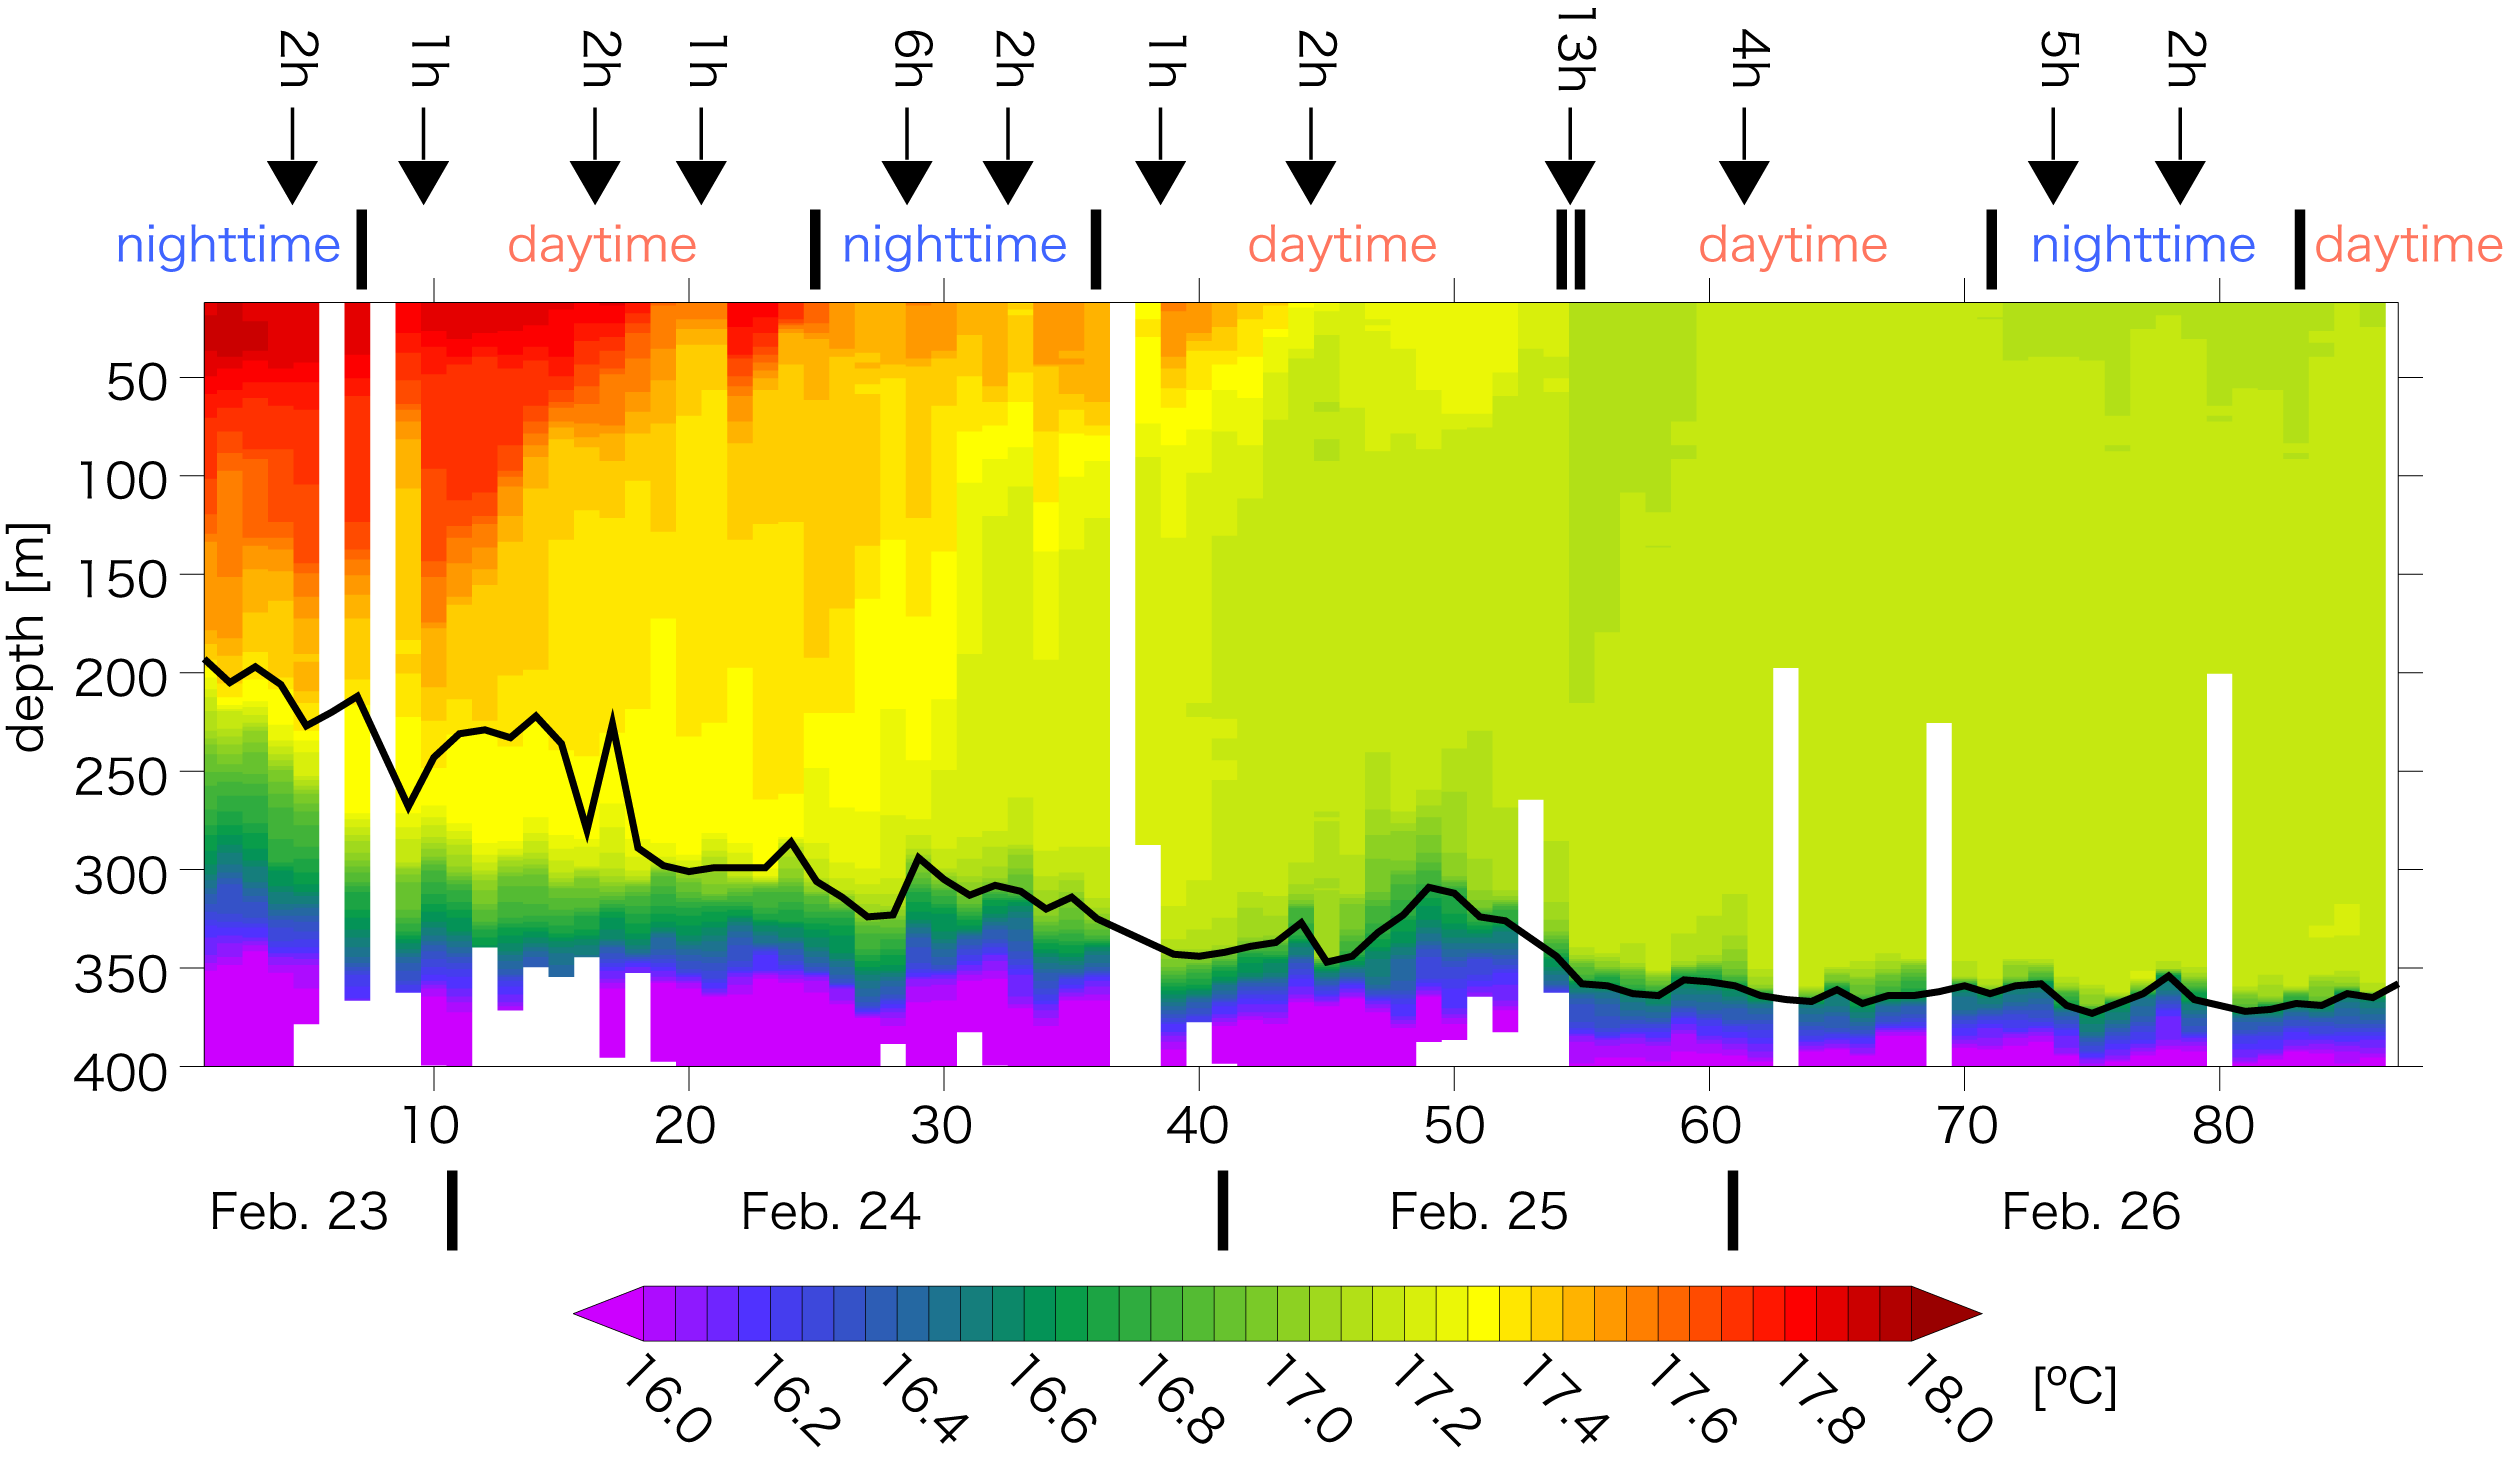 2h 1h 2h 1h 6h 2h 1h 2h 13h 4h 5h 2h
nighttime daytime nighttime daytime daytime nighttime daytime
depth [m]
50
100
150
200
250
300
350
400
10 20 30 40 50 60 70 80
Feb. 23 Feb. 24 Feb. 25 Feb. 26
16.0 16.2 16.4 16.6 16.8 17.0 17.2 17.4 17.6 17.8 18.0 [°C]